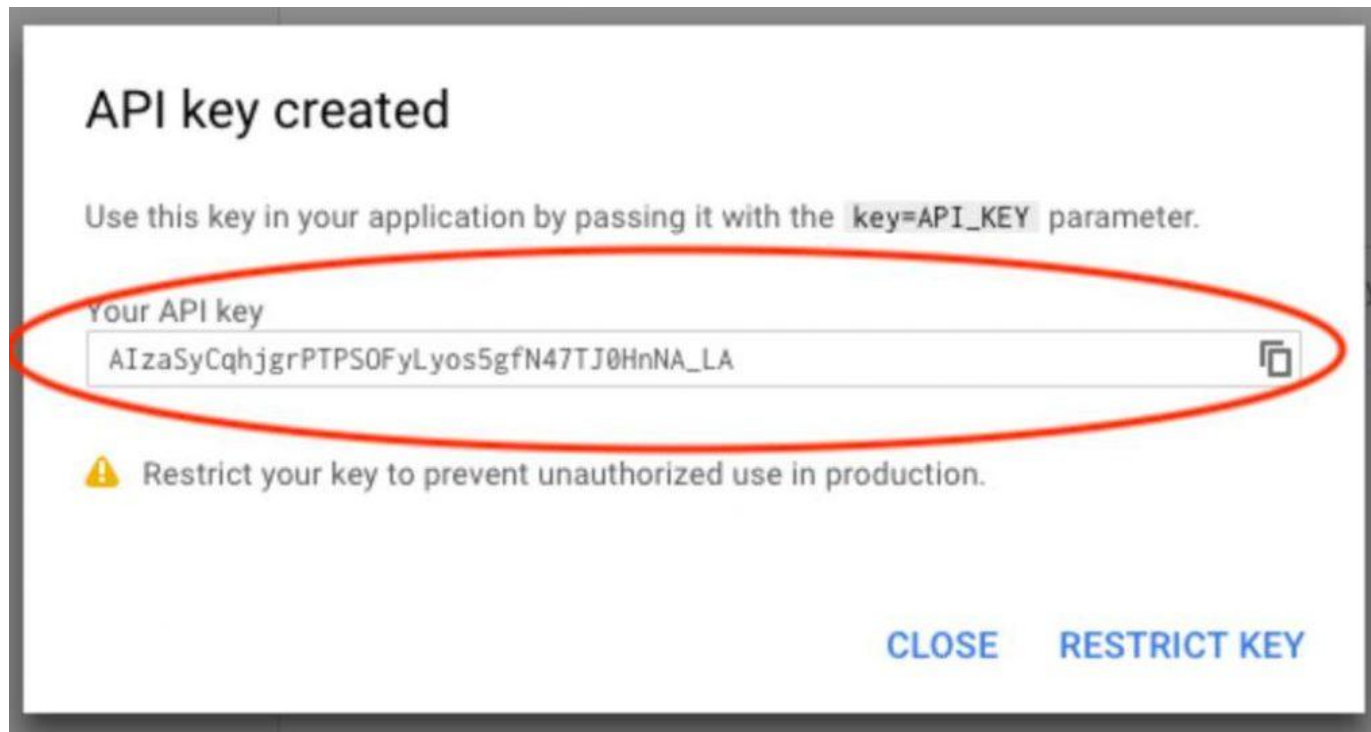 API key created
Use this key in your application by passing it with the key=API_KEY parameter.
Your API key
AIzaSyCqhjgrPTPSOFyLyos5gfN47TJ0HnNA_LA
Restrict your key to prevent unauthorized use in production.
CLOSE RESTRICT KEY